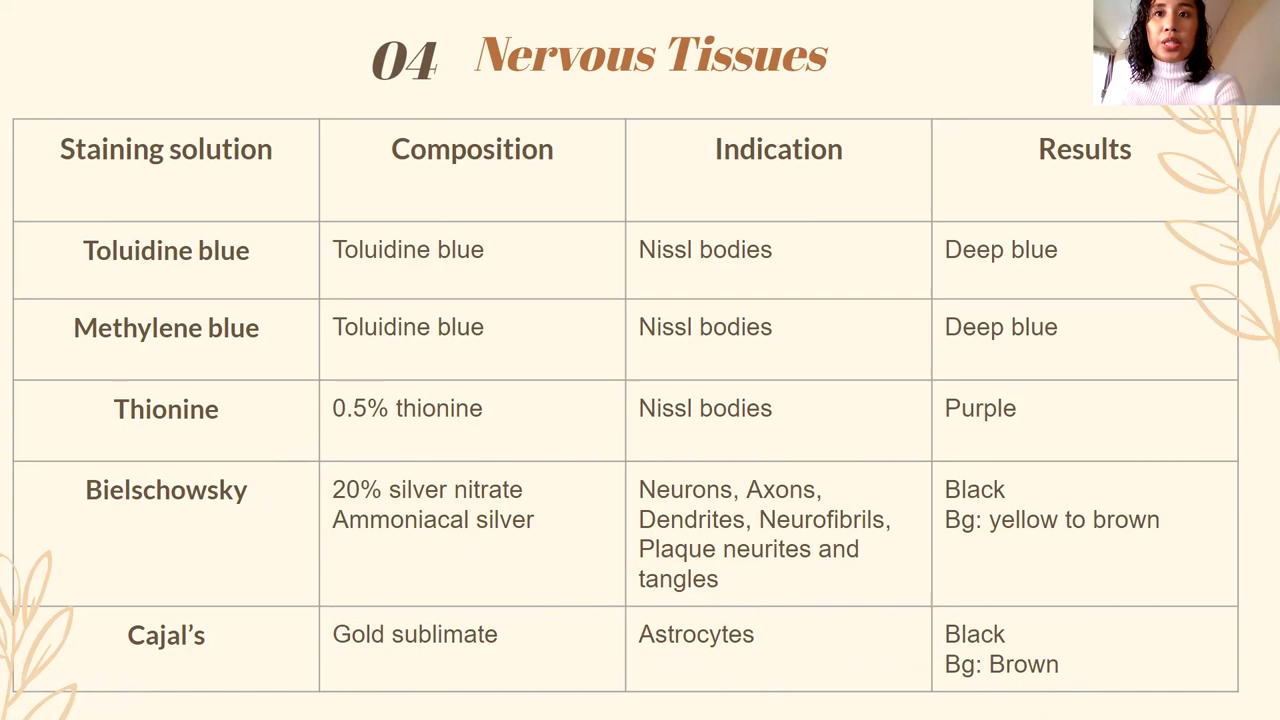 04 Nervous Tissues
Staining solution Composition Indication Results
Toluidine blue Toluidine blue Nissl bodies Deep blue
Methylene blue Toluidine blue Nissl bodies Deep blue
Thionine 0.5% thionine Nissl bodies Purple
Bielschowsky 20% silver nitrate Neurons, Axons, Black
Ammoniacal silver Dendrites, Neurofibrils, Bg: yellow to brown
Plaque neurites and
tangles
Cajal's Gold sublimate Astrocytes Black
Bg: Brown